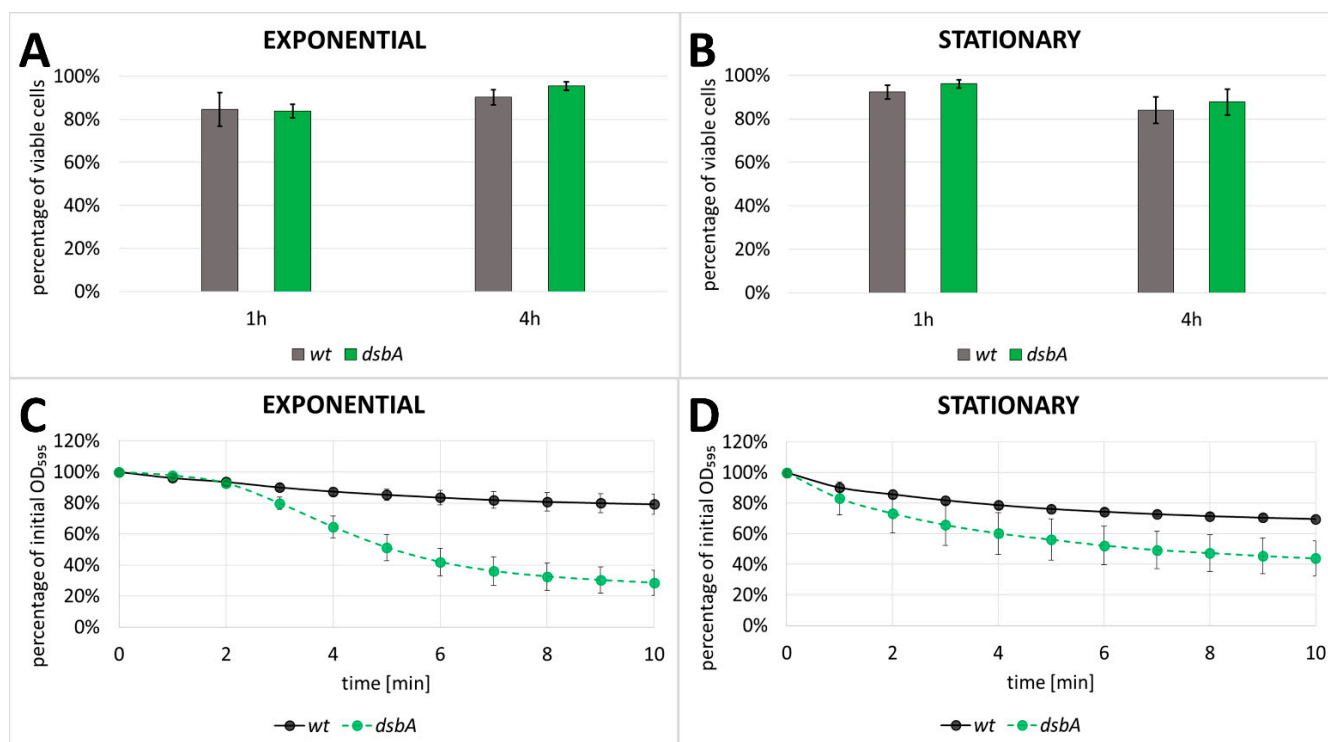 A
EXPONENTIAL
percentage of viable cells
100%
80%
60%
40%
20%
0%
1h
4h
wt dsbA
B
STATIONARY
percentage of viable cells
100%
80%
60%
40%
20%
0%
1h
4h
wt dsbA
C
EXPONENTIAL
percentage of initial OD₅₉₅
120%
100%
80%
60%
40%
20%
0%
0 2 4 6 8 10
time [min]
wt dsbA
D
STATIONARY
percentage of initial OD₅₉₅
120%
100%
80%
60%
40%
20%
0%
0 2 4 6 8 10
time [min]
wt dsbA